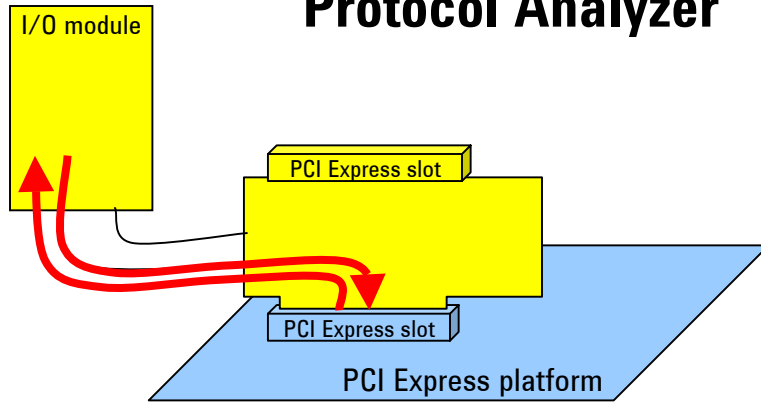 Protocol Analyzer
I/O module
PCI Express slot
PCI Express slot
PCI Express platform